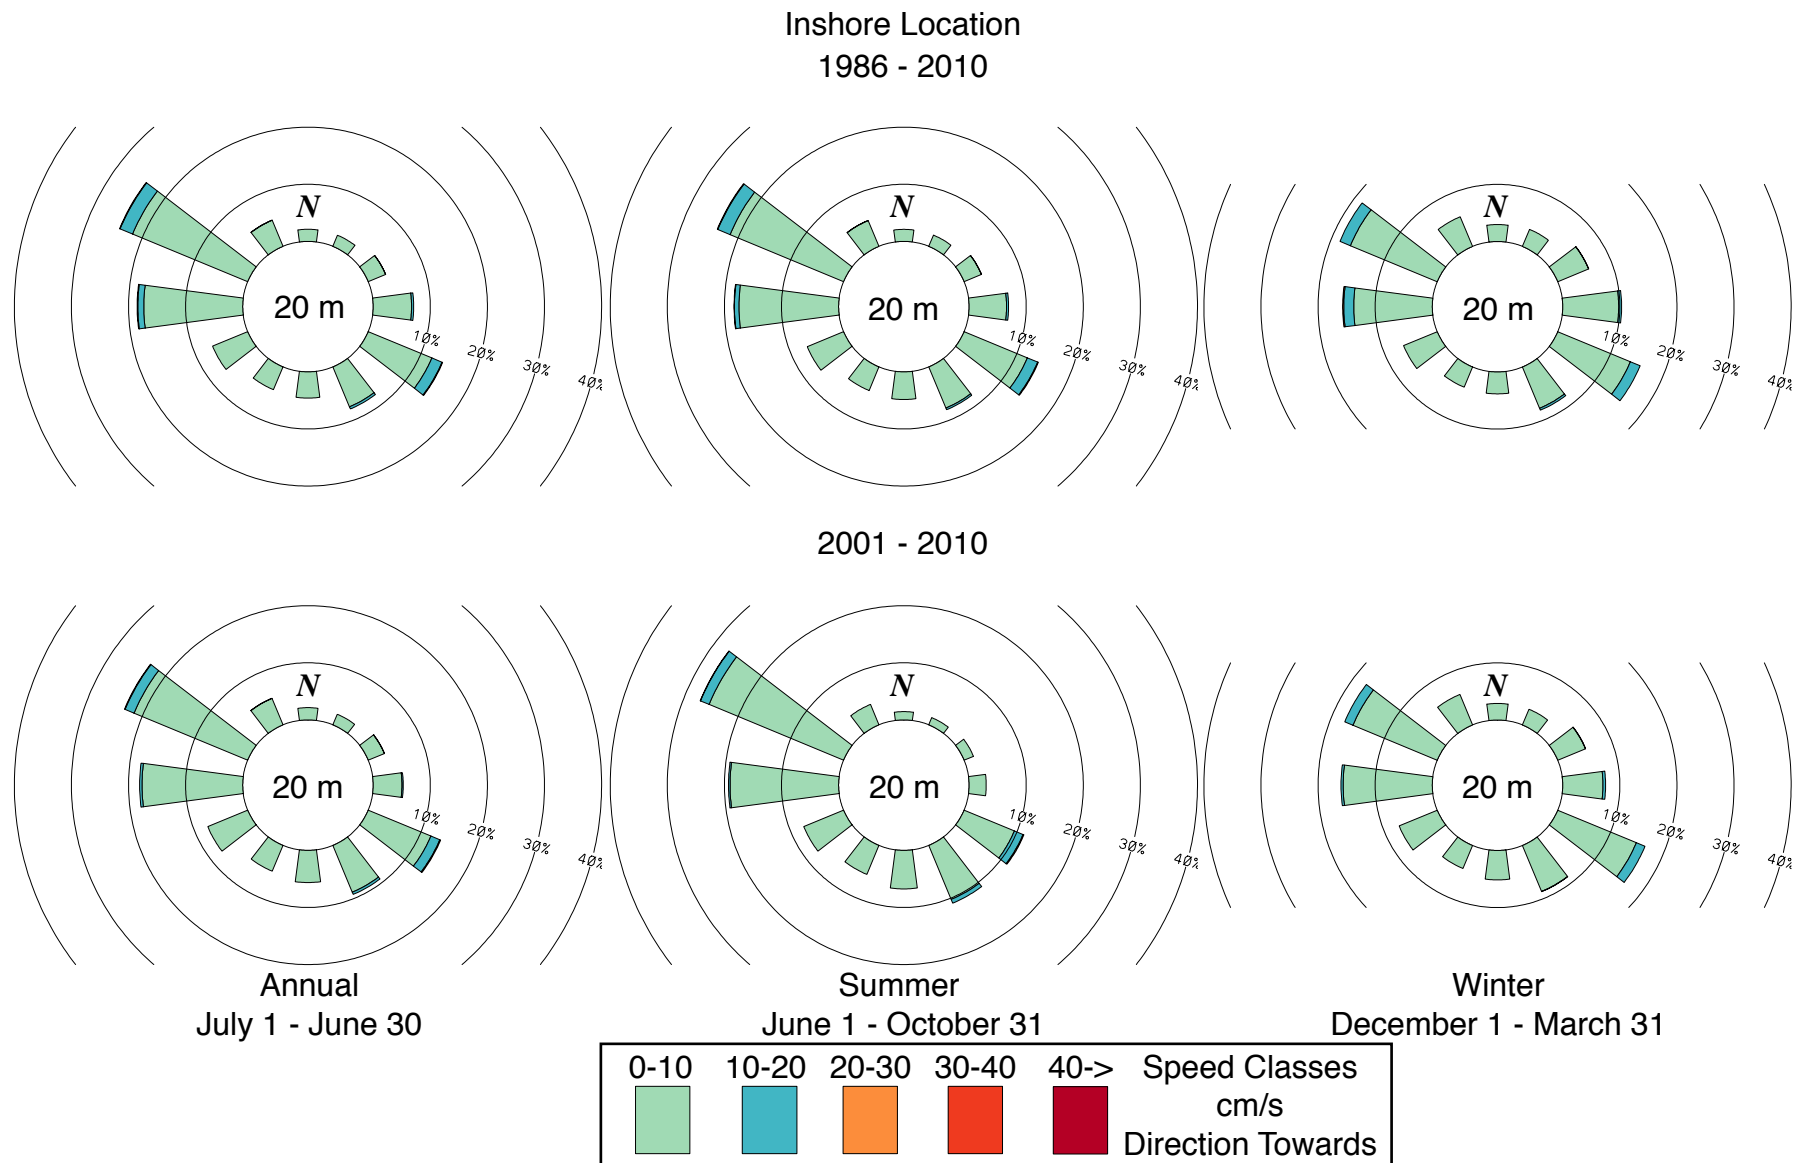 Inshore Location
1986 - 2010
N N N
20 m 20 m 20 m
10% 20% 30% 40% 10% 20% 30% 40% 10% 20% 30% 40%
2001 - 2010
N N N
20 m 20 m 20 m
10% 20% 30% 40% 10% 20% 30% 40% 10% 20% 30% 40%
Annual Summer Winter
July 1 - June 30 June 1 - October 31 December 1 - March 31
0-10 10-20 20-30 30-40 40-> Speed Classes
cm/s
Direction Towards